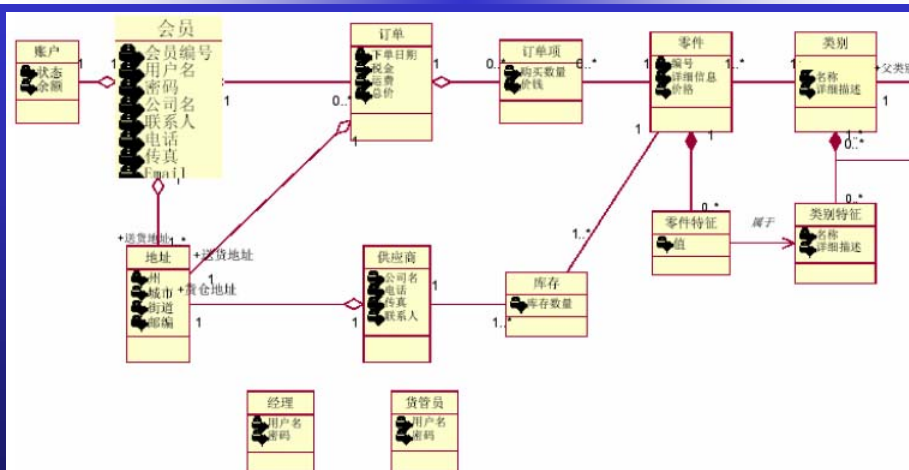 账户
状态
余额
会员
会员编号
用户名
密码
公司名
联系人
电话
传真
Email
订单
下单日期
税金
运费
总价
订单项
购买数量
价钱
零件
编号
详细信息
价格
类别
名称
详细描述
+父类别
1
1
1
0..*
1
0..*
1
1..*
1
1
1
1
1..*
0..*
零件特征
值
0..*
属于
类别特征
名称
详细描述
0..*
+送货地址
1..*
+送货地址
1
地址
州
城市
街道
邮编
+货仓地址
1
1
供应商
公司名
电话
传真
联系人
1
1..*
库存
库存数量
1..*
经理
用户名
密码
货管员
用户名
密码